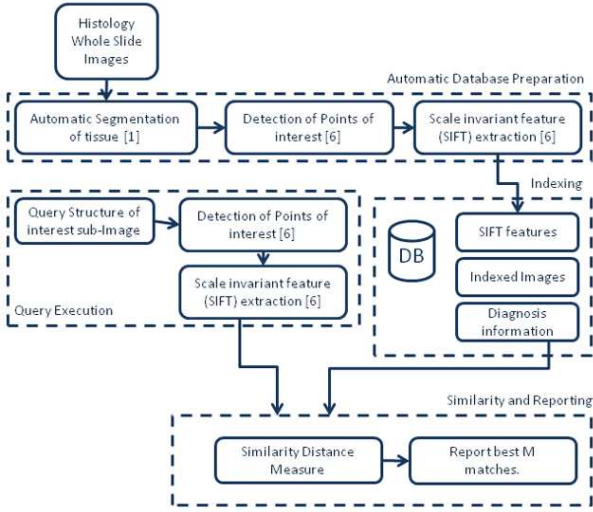 Histology
Whole Slide
Images
Automatic Database Preparation
Automatic Segmentation
of tissue [1]
Detection of Points of
interest [6]
Scale invariant feature
(SIFT) extraction [6]
Indexing
Query Structure of
interest sub-Image
Detection of Points of
interest [6]
Scale invariant feature
(SIFT) extraction [6]
Query Execution
DB
SIFT features
Indexed Images
Diagnosis
information
Similarity and Reporting
Similarity Distance
Measure
Report best M
matches.